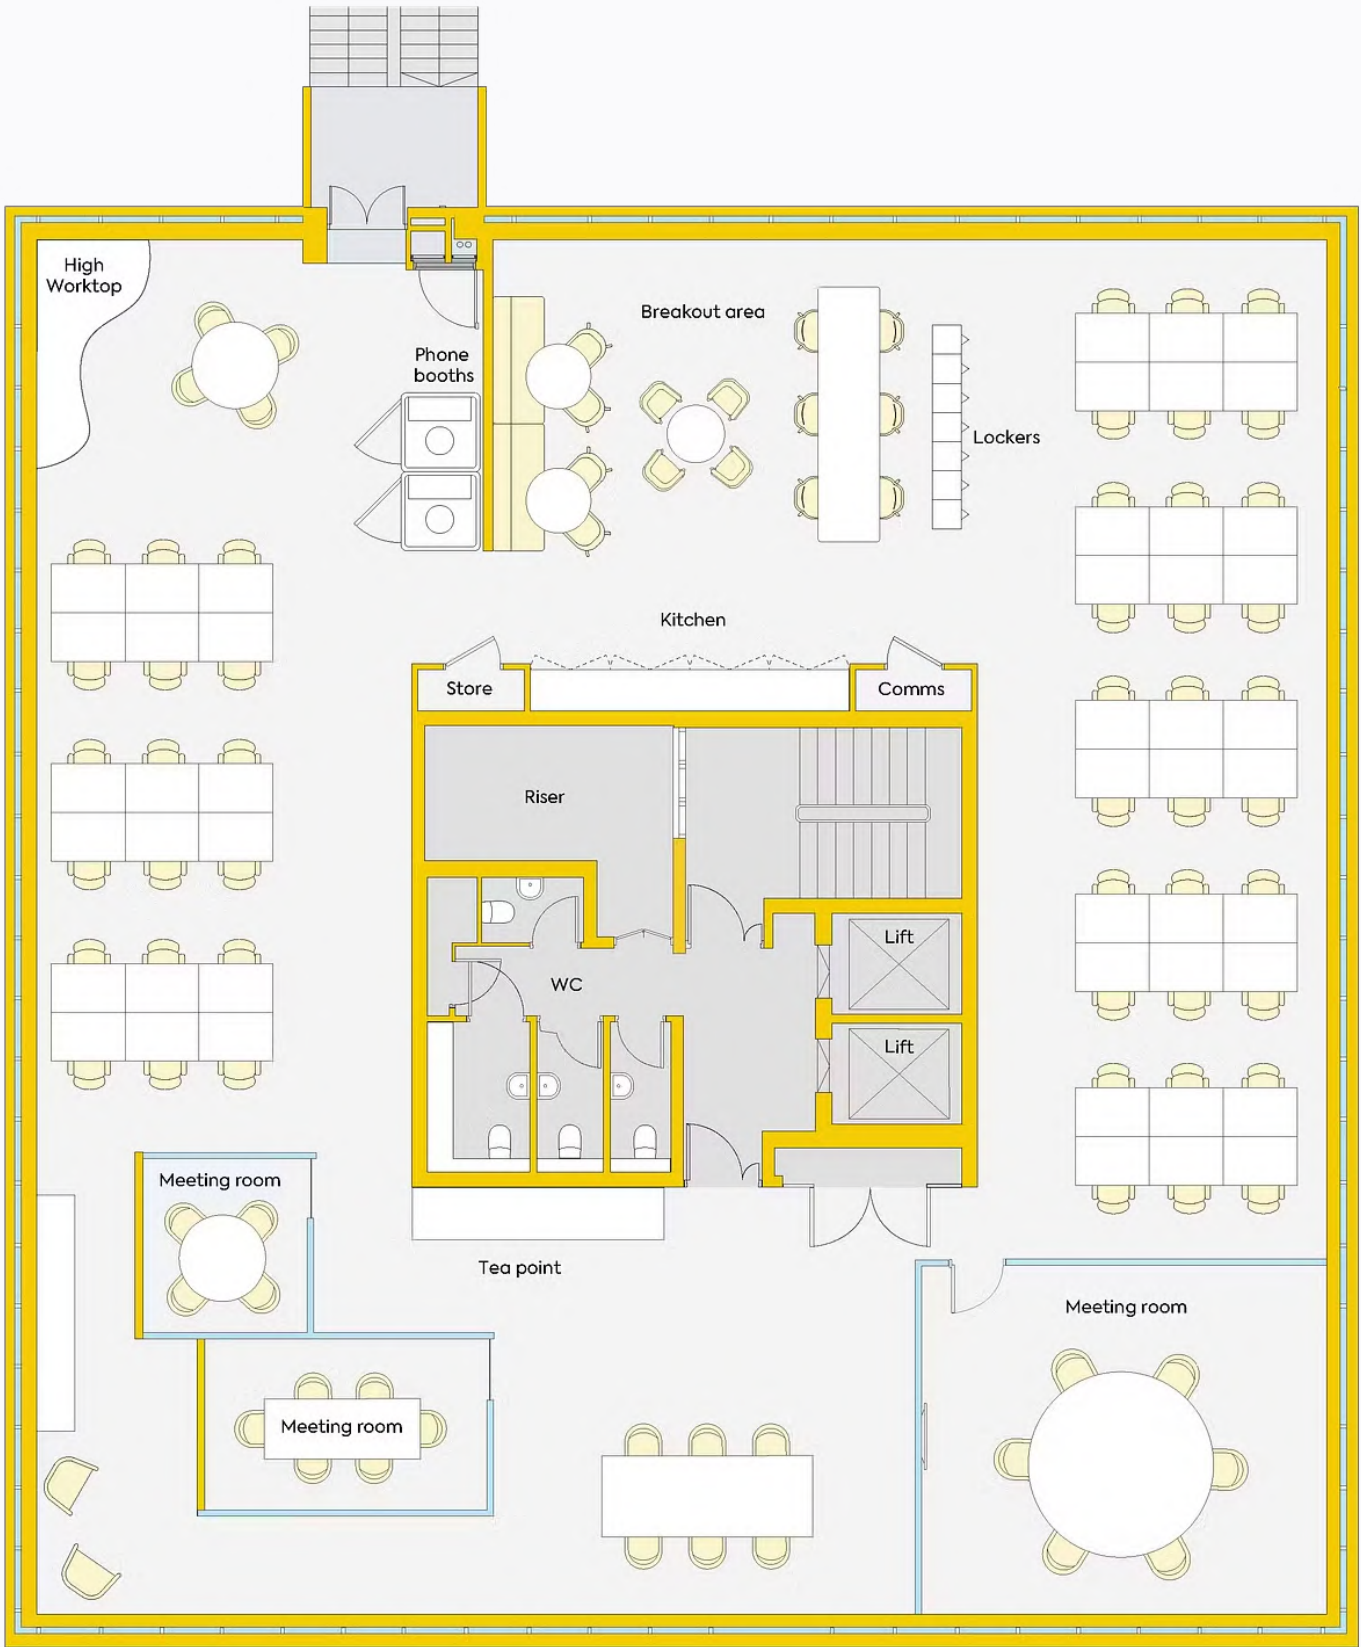 High
Worktop
Breakout area
Phone
booths
Lockers
Kitchen
Store
Comms
Riser
Lift
WC
Lift
Meeting room
Tea point
Meeting room
Meeting room